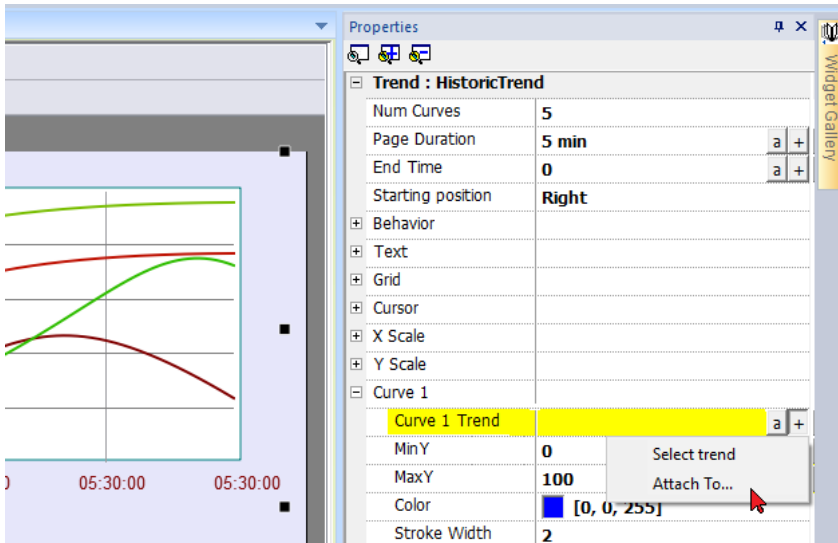 Properties
Trend : HistoricTrend
Num Curves 5
Page Duration 5 min a +
End Time 0 a +
Starting position Right
Behavior
Text
Grid
Cursor
X Scale
Y Scale
Curve 1
Curve 1 Trend a +
MinY 0
MaxY 100
Color [0, 0, 255]
Stroke Width 2
Select trend
Attach To...
Widget Gallery
05:30:00 05:30:00